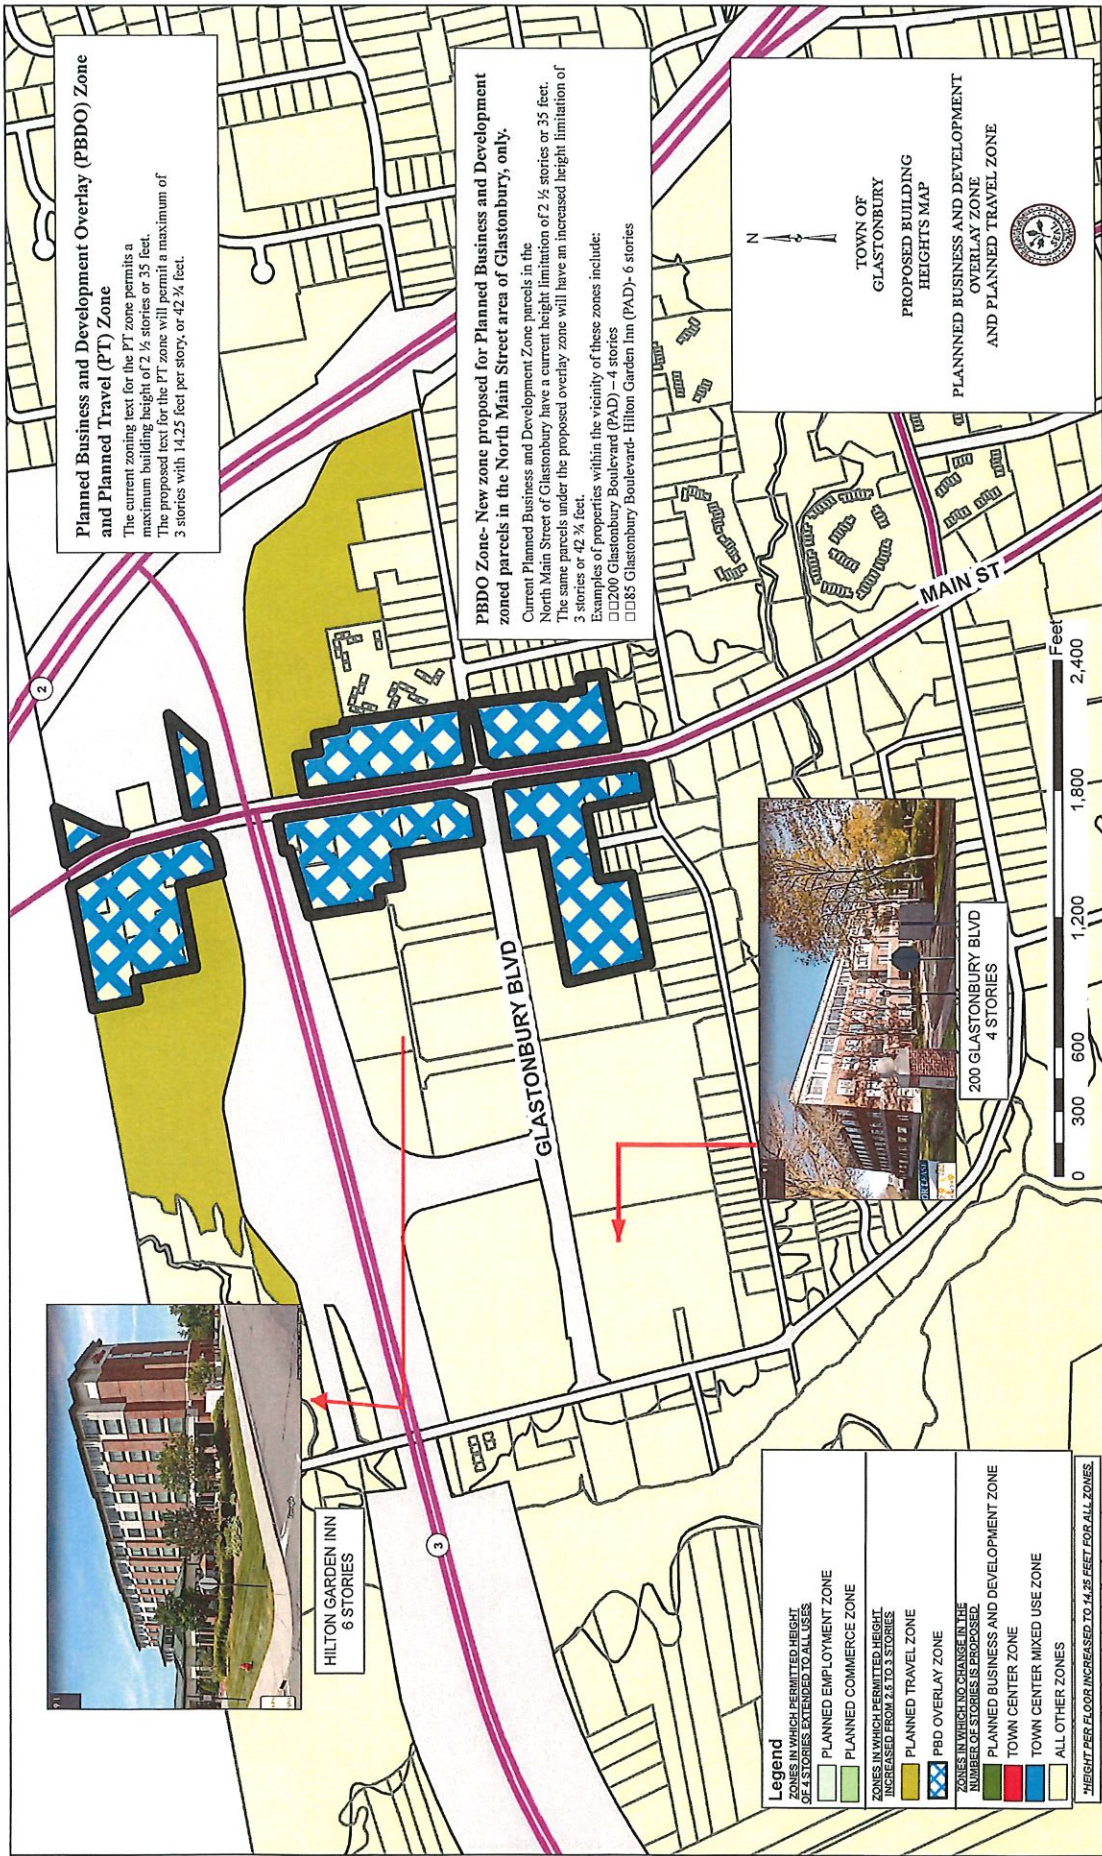 Planned Business and Development Overlay (PBDO) Zone
and Planned Travel (PT) Zone
The current zoning text for the PT zone permits a
maximum building height of 2 ½ stories or 35 feet.
The proposed text for the PT zone will permit a maximum of
3 stories with 14.25 feet per story, or 42 ¾ feet.
PBDO Zone- New zone proposed for Planned Business and Development
zoned parcels in the North Main Street area of Glastonbury, only.
Current Planned Business and Development Zone parcels in the
North Main Street of Glastonbury have a current height limitation of 2 ½ stories or 35 feet.
The same parcels under the proposed overlay zone will have an increased height limitation of
3 stories or 42 ¾ feet.
Examples of properties within the vicinity of these zones include:
□□200 Glastonbury Boulevard (PAD) – 4 stories
□□85 Glastonbury Boulevard- Hilton Garden Inn (PAD)- 6 stories
N
TOWN OF
GLASTONBURY
PROPOSED BUILDING
HEIGHTS MAP
PLANNNED BUSINESS AND DEVELOPMENT
OVERLAY ZONE
AND PLANNED TRAVEL ZONE
2
3
MAIN ST
GLASTONBURY BLVD
HILTON GARDEN INN
6 STORIES
200 GLASTONBURY BLVD
4 STORIES
0 300 600 1,200 1,800 2,400
Feet
Legend
ZONES IN WHICH PERMITTED HEIGHT
OF 4 STORIES EXTENDED TO ALL USES
PLANNED EMPLOYMENT ZONE
PLANNED COMMERCE ZONE
ZONES IN WHICH PERMITTED HEIGHT
INCREASED FROM 2.5 TO 3 STORIES
PLANNED TRAVEL ZONE
PBD OVERLAY ZONE
ZONES IN WHICH NO CHANGE IN THE
NUMBER OF STORIES IS PROPOSED
PLANNED BUSINESS AND DEVELOPMENT ZONE
TOWN CENTER ZONE
TOWN CENTER MIXED USE ZONE
ALL OTHER ZONES
*HEIGHT PER FLOOR INCREASED TO 14.25 FEET FOR ALL ZONES